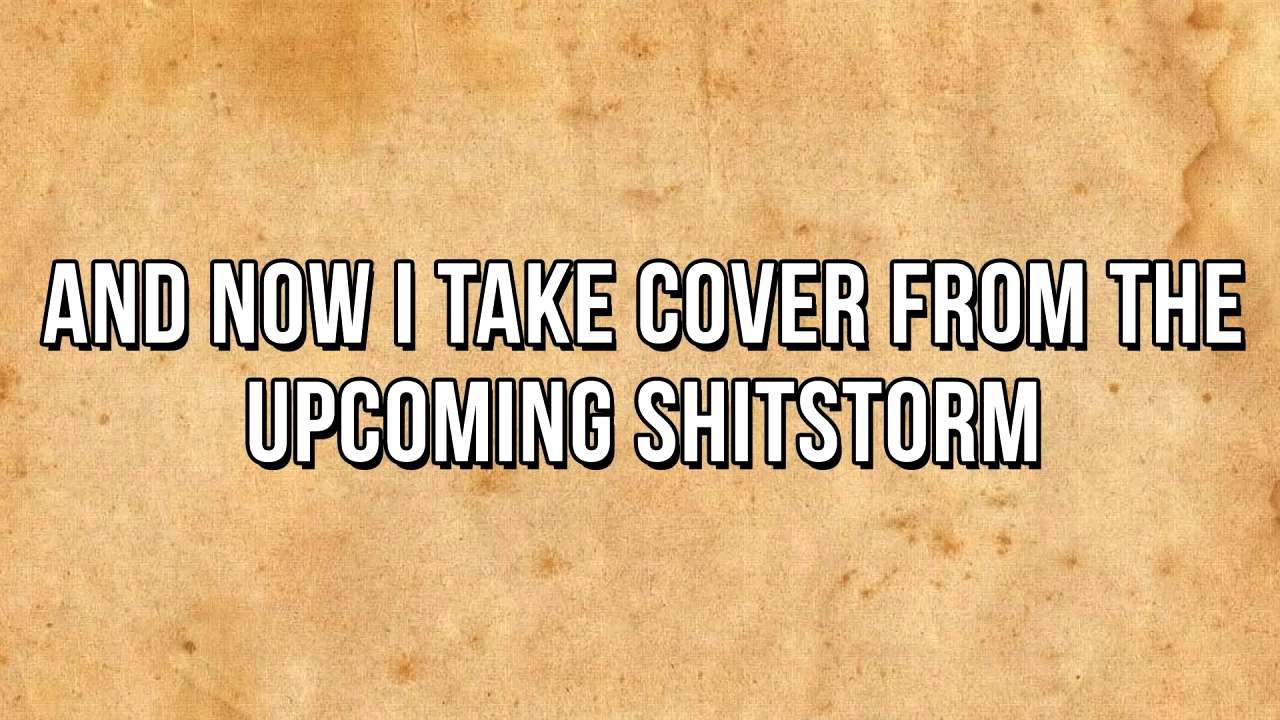 AND NOW I TAKE COVER FROM THE
UPCOMING SHITSTORM